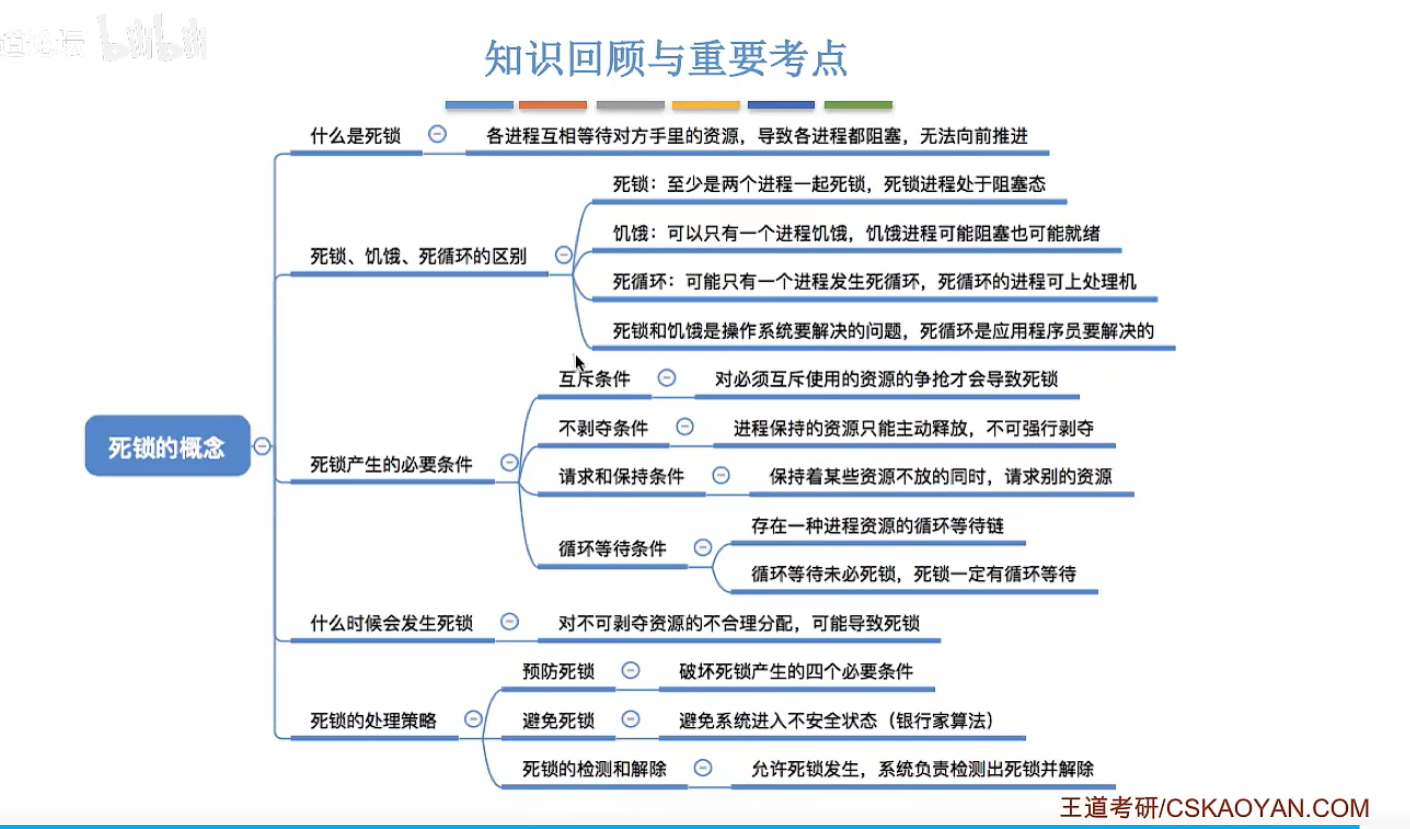 道论坛 bilibili
知识回顾与重要考点
什么是死锁
各进程互相等待对方手里的资源，导致各进程都阻塞，无法向前推进
死锁、饥饿、死循环的区别
死锁：至少是两个进程一起死锁，死锁进程处于阻塞态
饥饿：可以只有一个进程饥饿，饥饿进程可能阻塞也可能就绪
死循环：可能只有一个进程发生死循环，死循环的进程可上处理机
死锁和饥饿是操作系统要解决的问题，死循环是应用程序员要解决的
死锁的概念
死锁产生的必要条件
互斥条件
对必须互斥使用的资源的争抢才会导致死锁
不剥夺条件
进程保持的资源只能主动释放，不可强行剥夺
请求和保持条件
保持着某些资源不放的同时，请求别的资源
循环等待条件
存在一种进程资源的循环等待链
循环等待未必死锁，死锁一定有循环等待
什么时候会发生死锁
对不可剥夺资源的不合理分配，可能导致死锁
死锁的处理策略
预防死锁
破坏死锁产生的四个必要条件
避免死锁
避免系统进入不安全状态（银行家算法）
死锁的检测和解除
允许死锁发生，系统负责检测出死锁并解除
王道考研/CSKAOYAN.COM